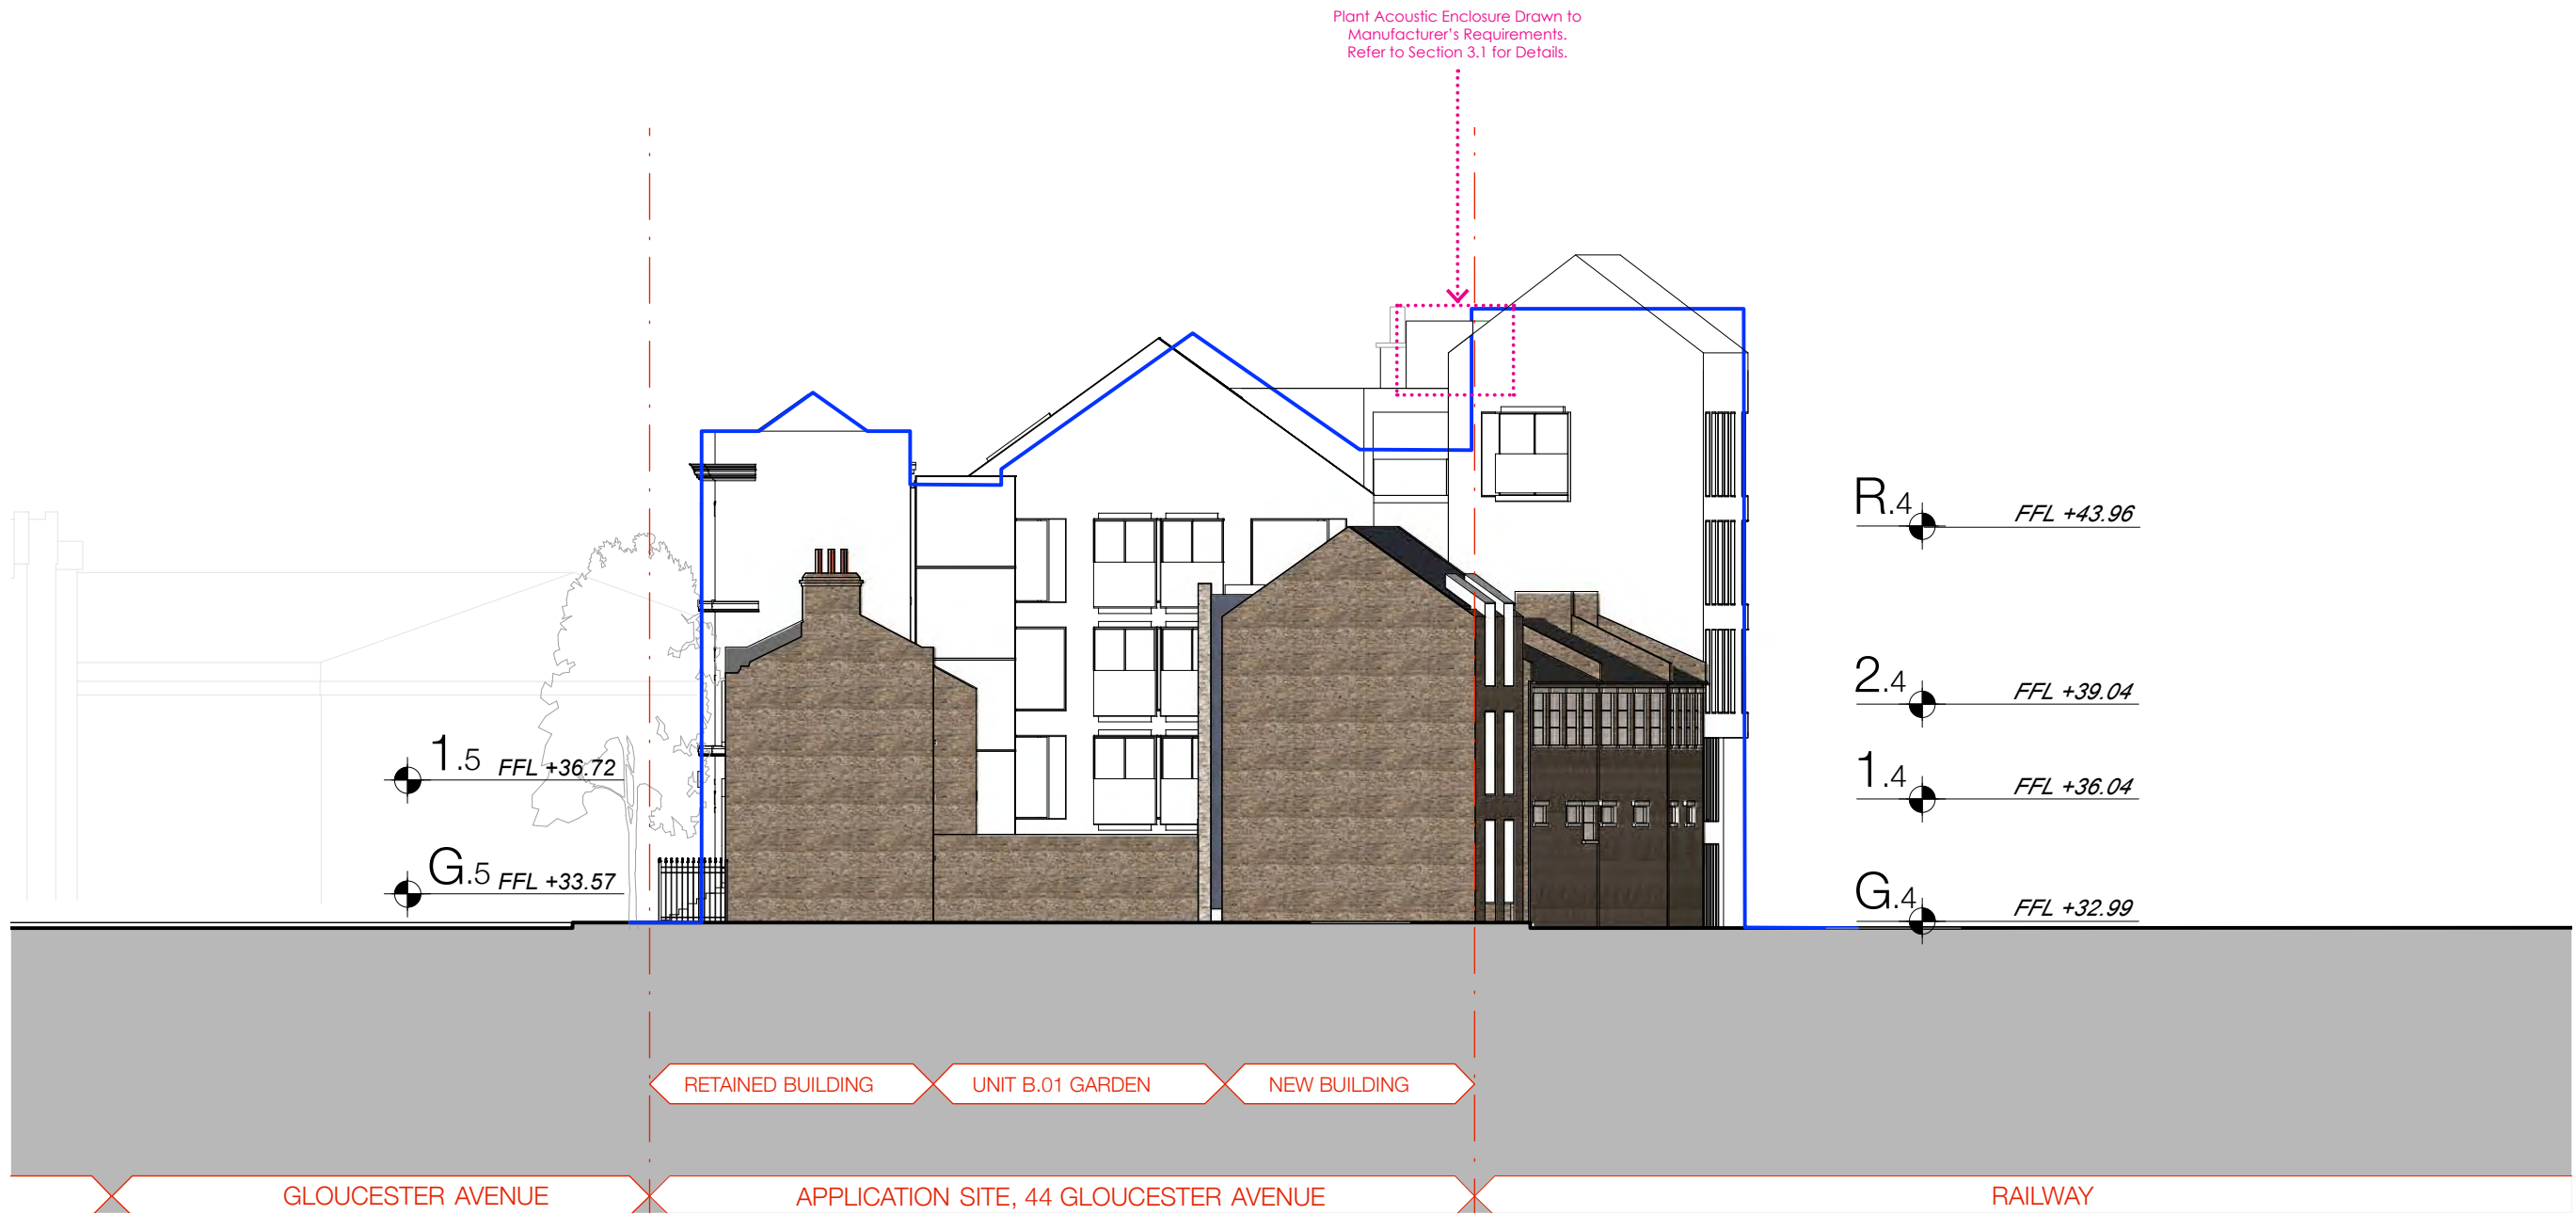 Plant Acoustic Enclosure Drawn to
Manufacturer's Requirements.
Refer to Section 3.1 for Details.
R.4 FFL +43.96
2.4 FFL +39.04
1.5 FFL +36.72
1.4 FFL +36.04
G.5 FFL +33.57
G.4 FFL +32.99
RETAINED BUILDING
UNIT B.01 GARDEN
NEW BUILDING
GLOUCESTER AVENUE
APPLICATION SITE, 44 GLOUCESTER AVENUE
RAILWAY